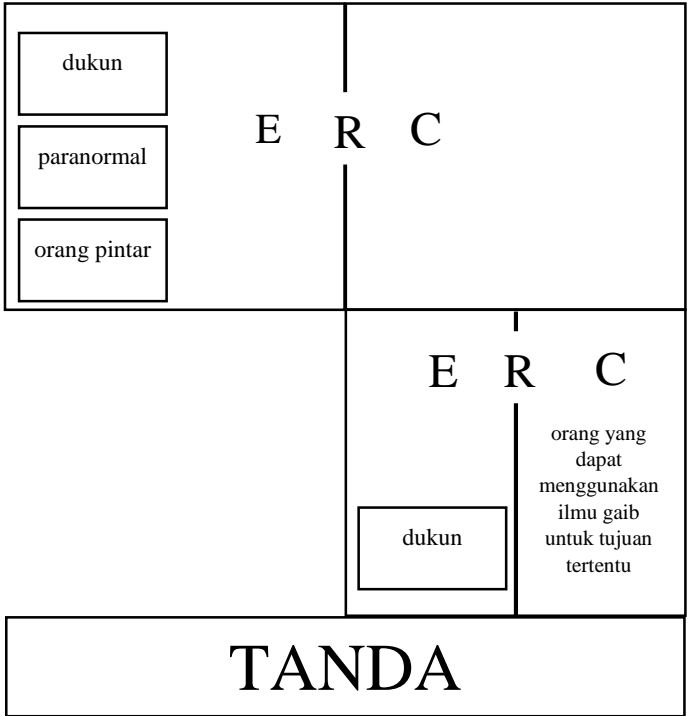 dukun
paranormal
orang pintar
E R C
E R C
orang yang
dapat
menggunakan
ilmu gaib
untuk tujuan
tertentu
dukun
TANDA